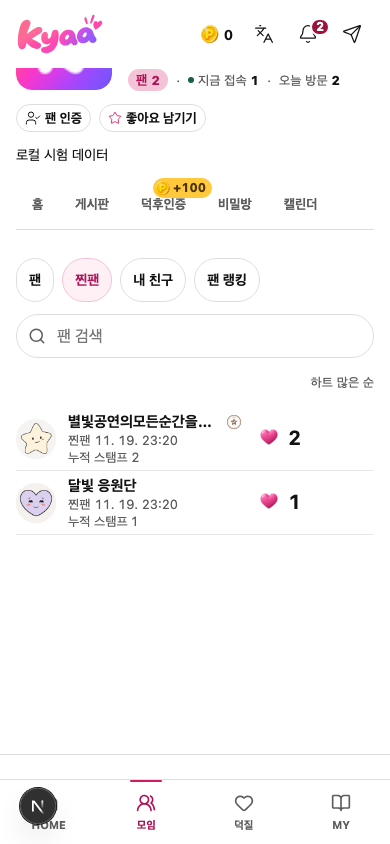 kyaa
0
2
팬 2 · 지금 접속 1 · 오늘 방문 2
팬 인증 좋아요 남기기
로컬 시험 데이터
+100
홈 게시판 덕후인증 비밀방 캘린더
팬 찐팬 내 친구 팬 랭킹
팬 검색
하트 많은 순
별빛공연의모든순간을...
찐팬 11. 19. 23:20
누적 스탬프 2
2
달빛 응원단
찐팬 11. 19. 23:20
누적 스탬프 1
1
N
HOME 모임 덕질 MY